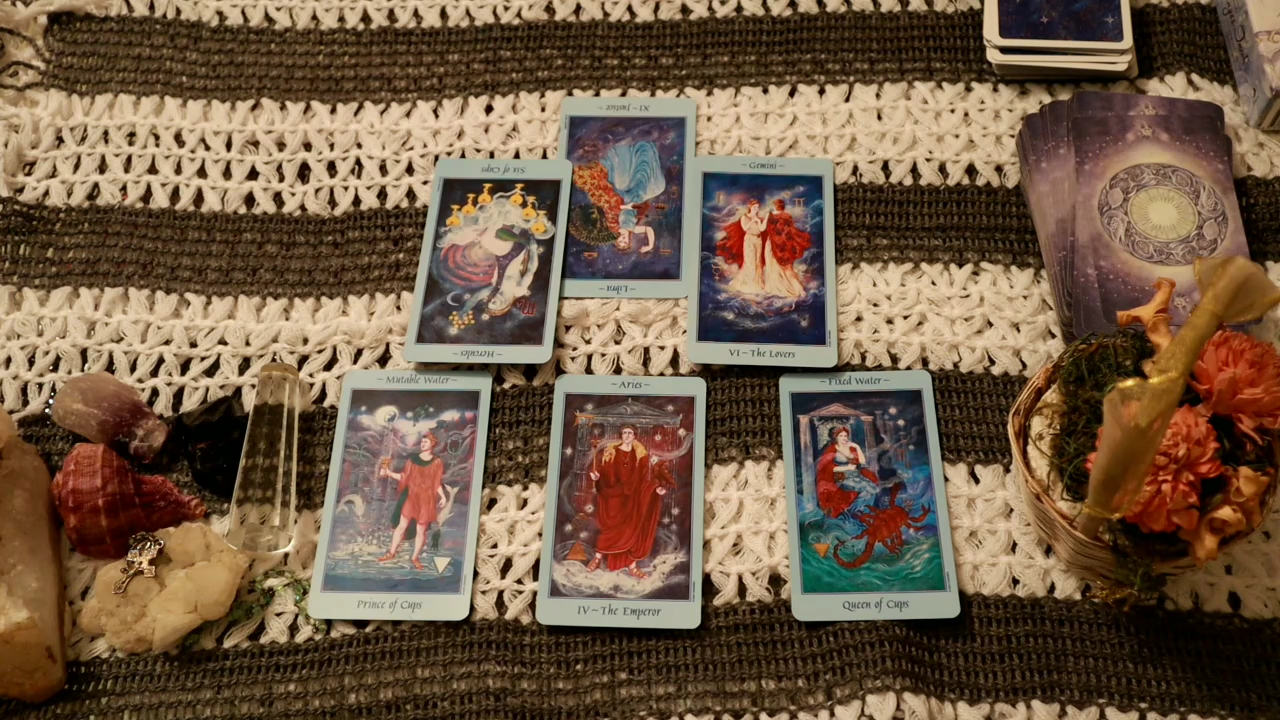 XI ~ Justice
Libra
Six of Cups
Hercules
~ Gemini ~
VI ~ The Lovers
~ Mutable Water ~
Prince of Cups
~ Aries ~
IV ~ The Emperor
~ Fixed Water ~
Queen of Cups